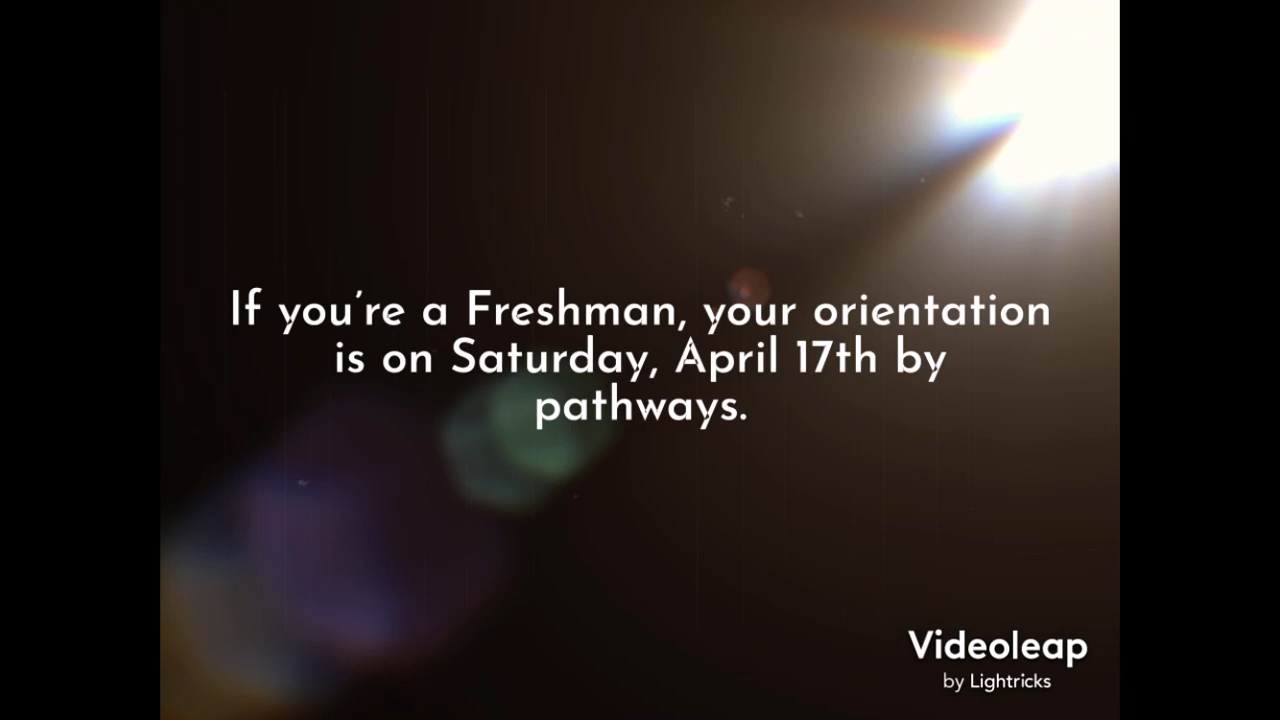 If you're a Freshman, your orientation
is on Saturday, April 17th by
pathways.
Videoleap
by Lightricks